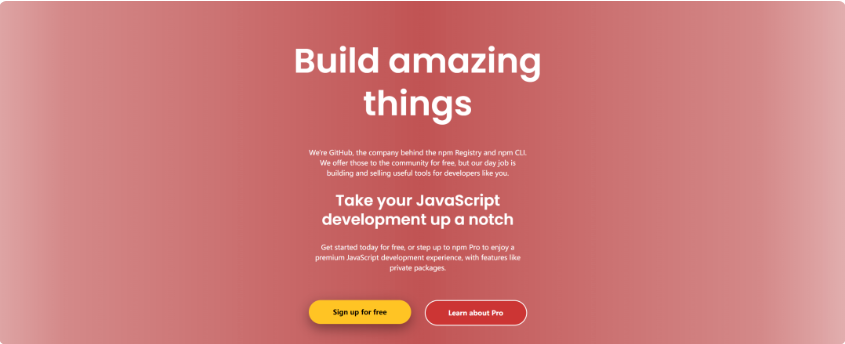 Build amazing
things
We're GitHub, the company behind the npm Registry and npm CLI.
We offer those to the community for free, but our day job is
building and selling useful tools for developers like you.
Take your JavaScript
development up a notch
Get started today for free, or step up to npm Pro to enjoy a
premium JavaScript development experience, with features like
private packages.
Sign up for free
Learn about Pro